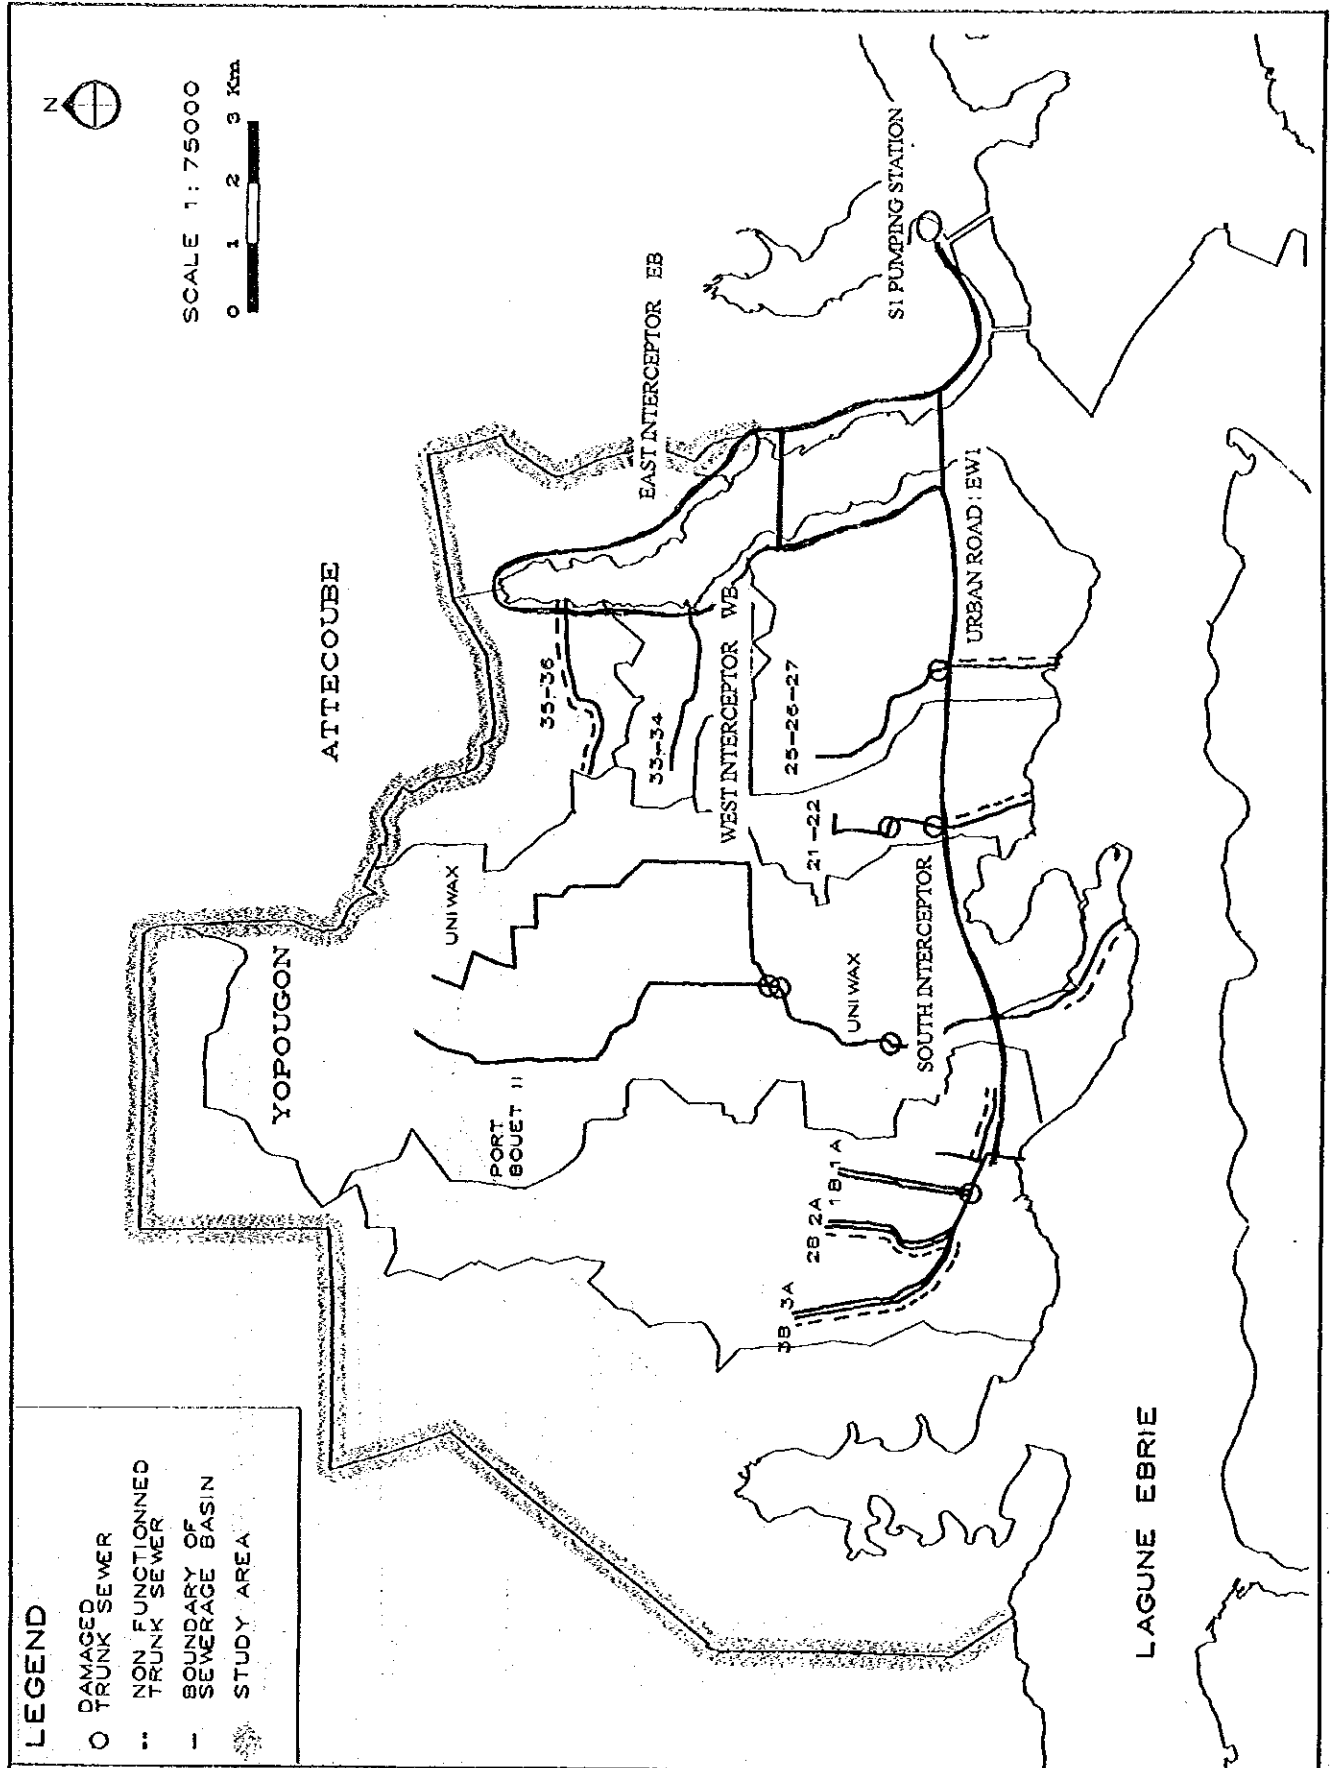 LEGEND
DAMAGED
TRUNK SEWER
NON FUNCTIONNED
TRUNK SEWER
BOUNDARY OF
SEWERAGE BASIN
STUDY AREA
N
SCALE 1:75000
0 1 2 3 Km
ATTECOUBE
YOPOUGON
UNIWAX
PORT
BOUET II
EAST INTERCEPTOR EB
35-36
33-34
WEST INTERCEPTOR WB
25-26-27
21-22
UNIWAX
3B 3A
2B 2A
1B 1A
SOUTH INTERCEPTOR
URBAN ROAD : EW1
S1 PUMPING STATION
LAGUNE EBRIE